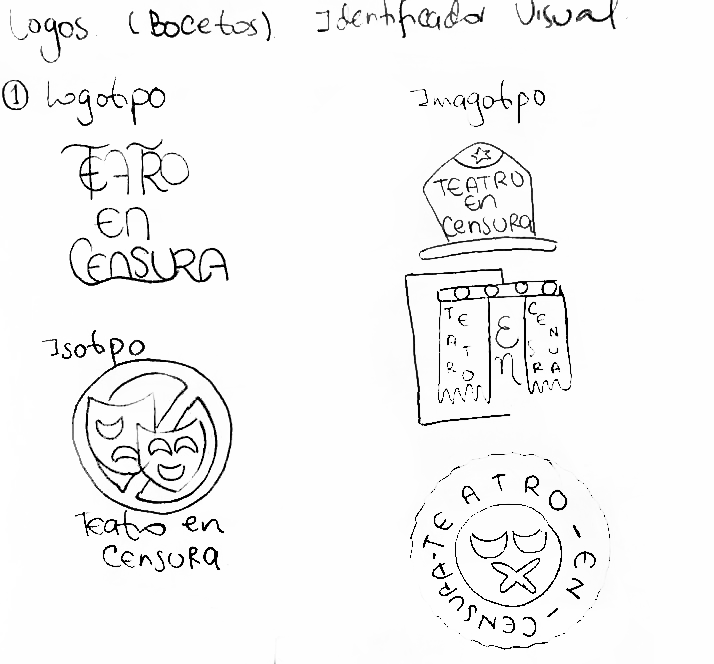 Logos (Bocetos) Identificador Visual
① Logotipo
TEATRO
EN
CENSURA
Isotipo
Teatro en
CENSURA
Imagotipo
TEATRO
en
Censura
TEATRO
En
CENSURA
TEATRO-EN-CENSURA-